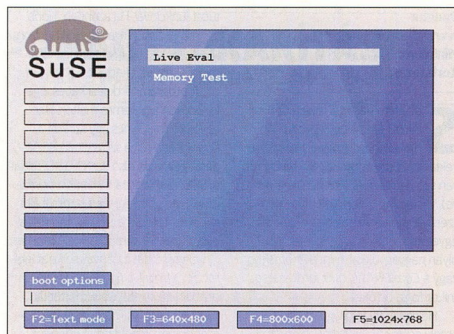 SuSE
Live Eval
Memory Test
boot options
F2=Text mode F3=640x480 F4=800x600 F5=1024x768